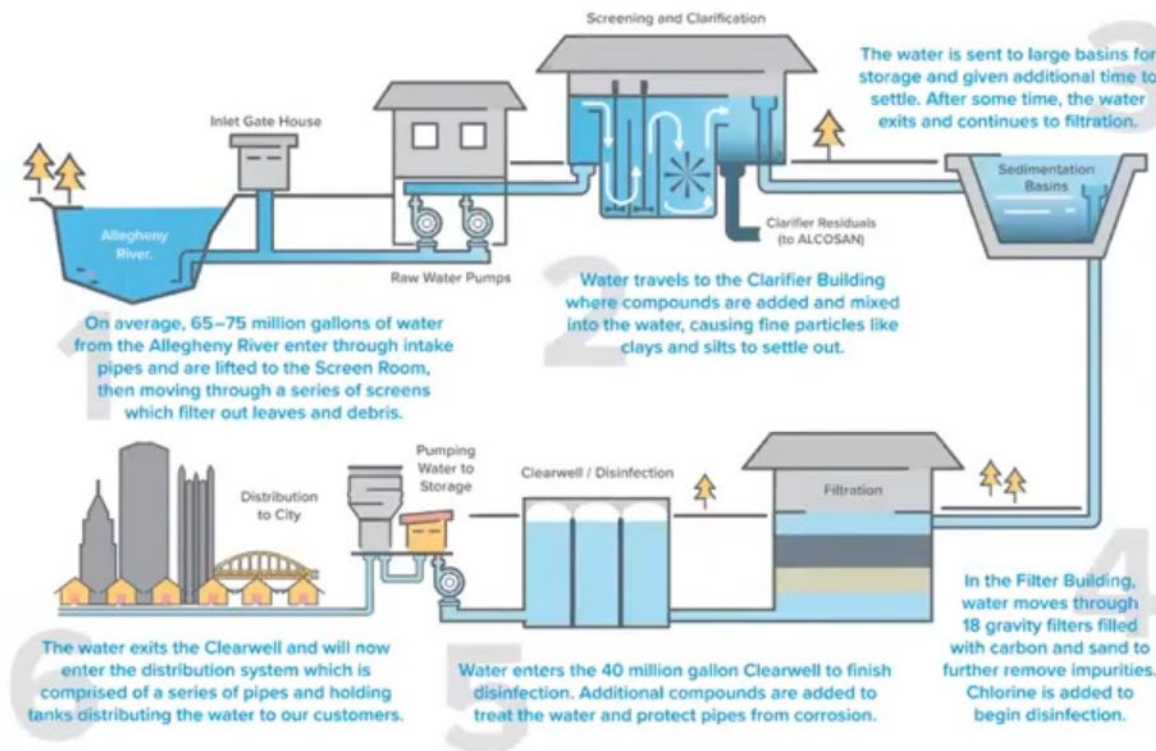 Screening and Clarification
Inlet Gate House
Allegheny
River.
Raw Water Pumps
1
On average, 65–75 million gallons of water
from the Allegheny River enter through intake
pipes and are lifted to the Screen Room,
then moving through a series of screens
which filter out leaves and debris.
Clarifier Residuals
(to ALCOSAN)
2
Water travels to the Clarifier Building
where compounds are added and mixed
into the water, causing fine particles like
clays and silts to settle out.
3
The water is sent to large basins for
storage and given additional time to
settle. After some time, the water
exits and continues to filtration.
Sedimentation
Basins
Filtration
4
In the Filter Building,
water moves through
18 gravity filters filled
with carbon and sand to
further remove impurities.
Chlorine is added to
begin disinfection.
Clearwell / Disinfection
5
Water enters the 40 million gallon Clearwell to finish
disinfection. Additional compounds are added to
treat the water and protect pipes from corrosion.
Pumping
Water to
Storage
Distribution
to City
6
The water exits the Clearwell and will now
enter the distribution system which is
comprised of a series of pipes and holding
tanks distributing the water to our customers.